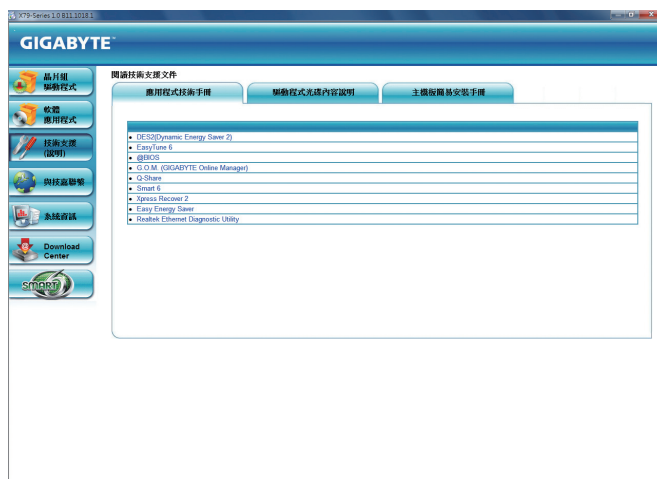 X79-Series 1.0 B11.1018.1
GIGABYTE™
晶片組
驅動程式
軟體
應用程式
技術支援
(說明)
與技嘉聯繫
系統資訊
Download
Center
SMART 6
閱讀技術支援文件
應用程式技術手冊
驅動程式光碟內容說明
主機板簡易安裝手冊
• DES2(Dynamic Energy Saver 2)
• EasyTune 6
• @BIOS
• G.O.M. (GIGABYTE Online Manager)
• Q-Share
• Smart 6
• Xpress Recover 2
• Easy Energy Saver
• Realtek Ethernet Diagnostic Utility